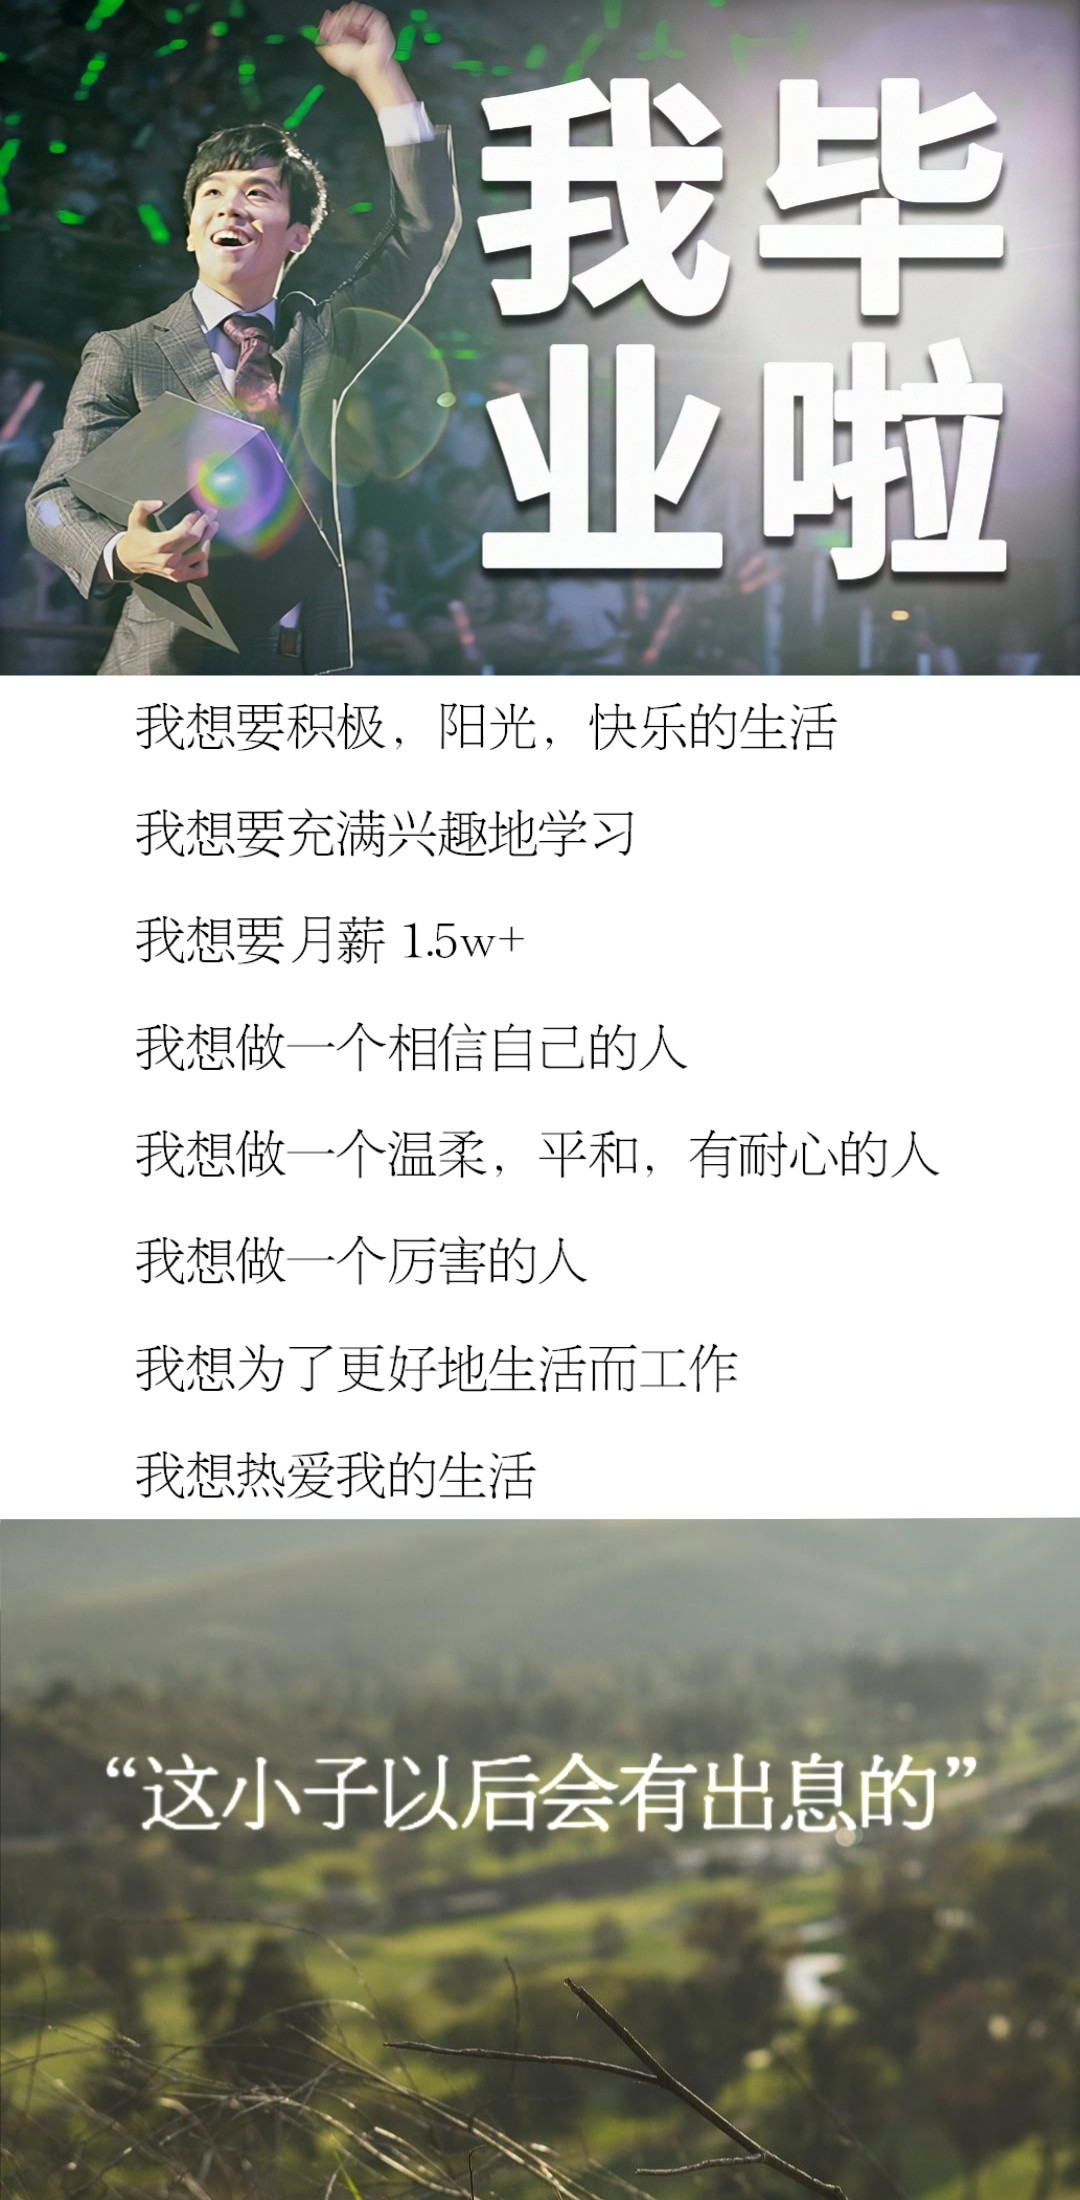 我毕
业啦
我想要积极，阳光，快乐的生活
我想要充满兴趣地学习
我想要月薪 1.5w+
我想做一个相信自己的人
我想做一个温柔，平和，有耐心的人
我想做一个厉害的人
我想为了更好地生活而工作
我想热爱我的生活
“这小子以后会有出息的”